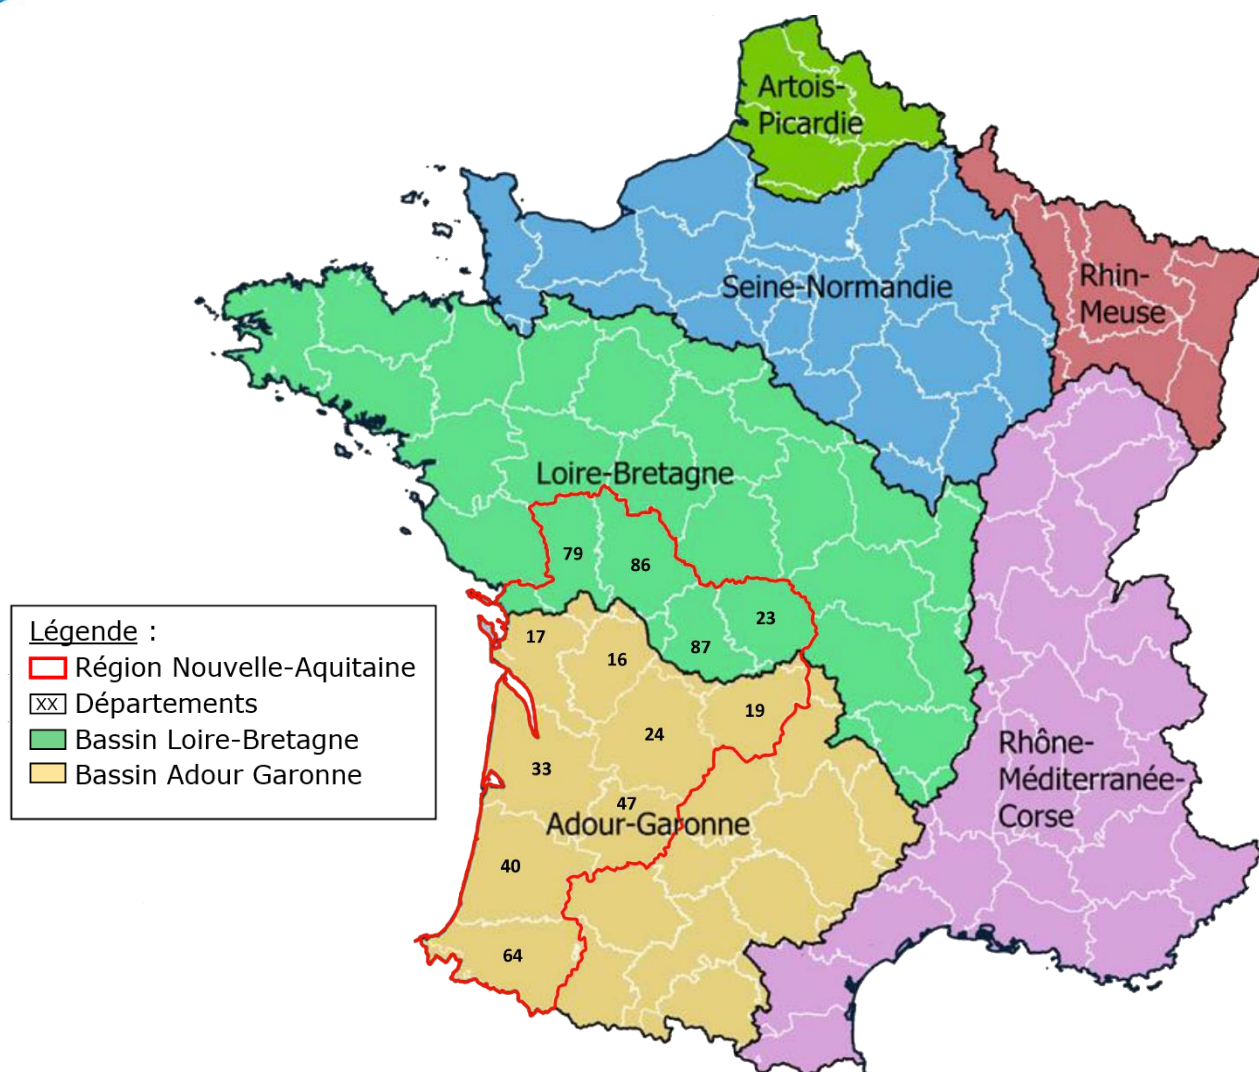 Artois-
Picardie
Seine-Normandie
Rhin-
Meuse
Loire-Bretagne
79
86
23
87
17
16
19
24
33
47
Adour-Garonne
40
64
Rhône-
Méditerranée-
Corse
Légende :
Région Nouvelle-Aquitaine
xx Départements
Bassin Loire-Bretagne
Bassin Adour Garonne